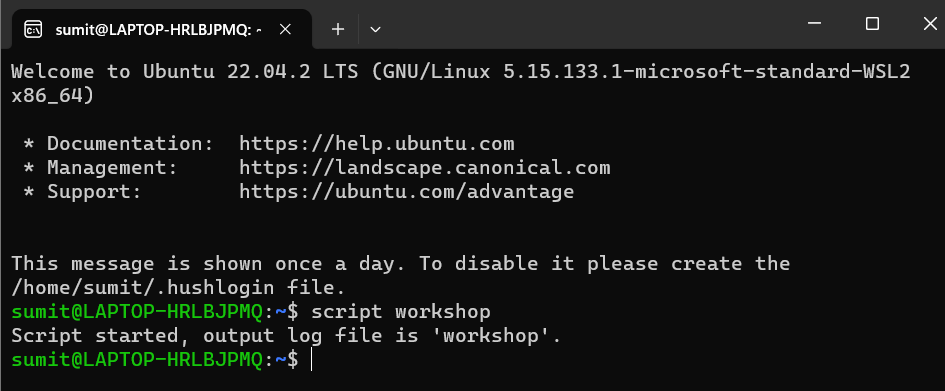 sumit@LAPTOP-HRLBJPMQ: ~
Welcome to Ubuntu 22.04.2 LTS (GNU/Linux 5.15.133.1-microsoft-standard-WSL2
x86_64)
* Documentation:  https://help.ubuntu.com
* Management:     https://landscape.canonical.com
* Support:        https://ubuntu.com/advantage
This message is shown once a day. To disable it please create the
/home/sumit/.hushlogin file.
sumit@LAPTOP-HRLBJPMQ:~$ script workshop
Script started, output log file is 'workshop'.
sumit@LAPTOP-HRLBJPMQ:~$